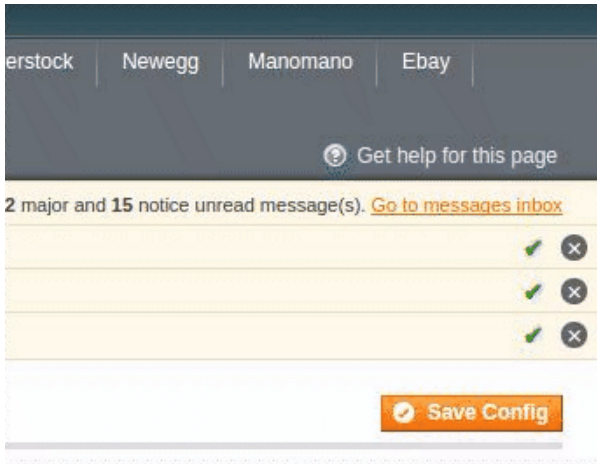 erstock Newegg Manomano Ebay
Get help for this page
2 major and 15 notice unread message(s). Go to messages inbox
Save Config